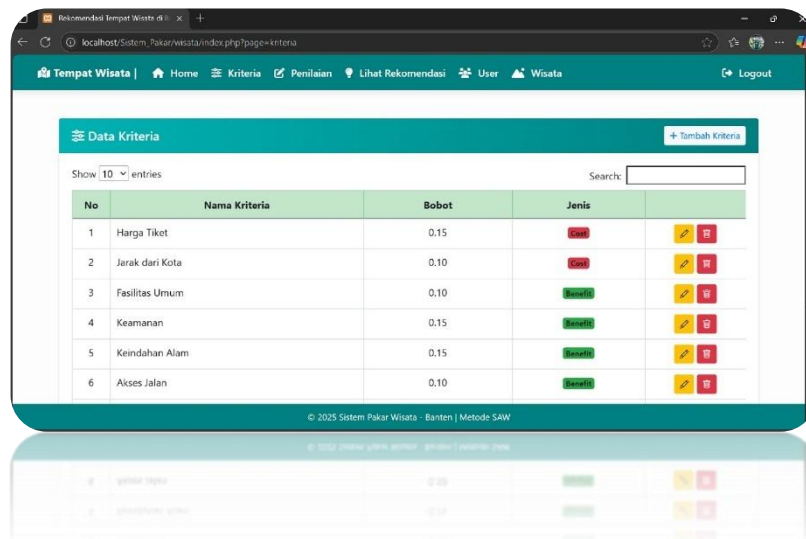 Rekomendasi Tempat Wisata di B
localhost/Sistem_Pakar/wisata/index.php?page=kriteria
Tempat Wisata | Home Kriteria Penilaian Lihat Rekomendasi User Wisata Logout
Data Kriteria + Tambah Kriteria
Show 10 entries Search:
No Nama Kriteria Bobot Jenis
1 Harga Tiket 0.15 Cost
2 Jarak dari Kota 0.10 Cost
3 Fasilitas Umum 0.10 Benefit
4 Keamanan 0.15 Benefit
5 Keindahan Alam 0.15 Benefit
6 Akses Jalan 0.10 Benefit
© 2025 Sistem Pakar Wisata - Banten | Metode SAW